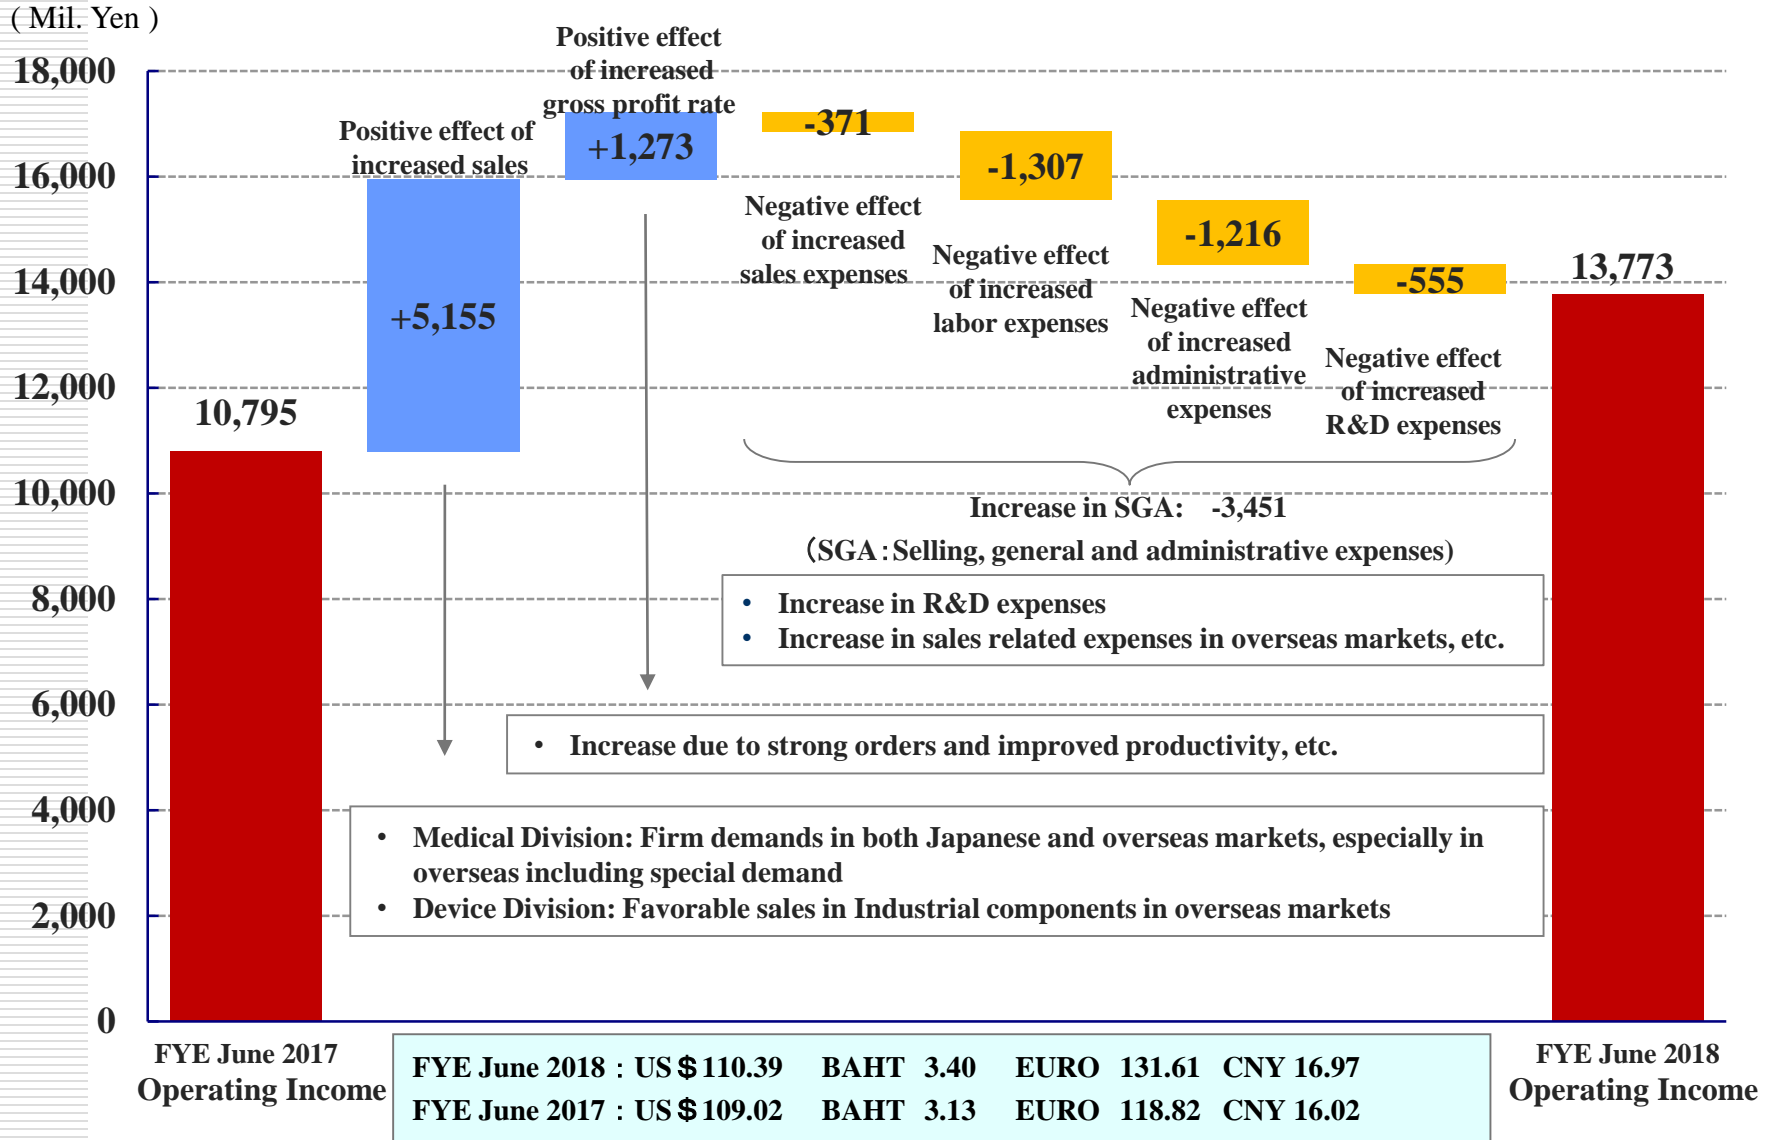 ( Mil. Yen )
18,000
16,000
14,000
12,000
10,000
8,000
6,000
4,000
2,000
0
10,795
Positive effect of
increased sales
+5,155
Positive effect
of increased
gross profit rate
+1,273
-371
Negative effect
of increased
sales expenses
-1,307
Negative effect
of increased
labor expenses
-1,216
Negative effect
of increased
administrative
expenses
-555
Negative effect
of increased
R&D expenses
13,773
Increase in SGA: -3,451
（SGA：Selling, general and administrative expenses)
• Increase in R&D expenses
• Increase in sales related expenses in overseas markets, etc.
• Increase due to strong orders and improved productivity, etc.
• Medical Division: Firm demands in both Japanese and overseas markets, especially in
overseas including special demand
• Device Division: Favorable sales in Industrial components in overseas markets
FYE June 2017
Operating Income
FYE June 2018：US＄110.39 BAHT 3.40 EURO 131.61 CNY 16.97
FYE June 2017：US＄109.02 BAHT 3.13 EURO 118.82 CNY 16.02
FYE June 2018
Operating Income